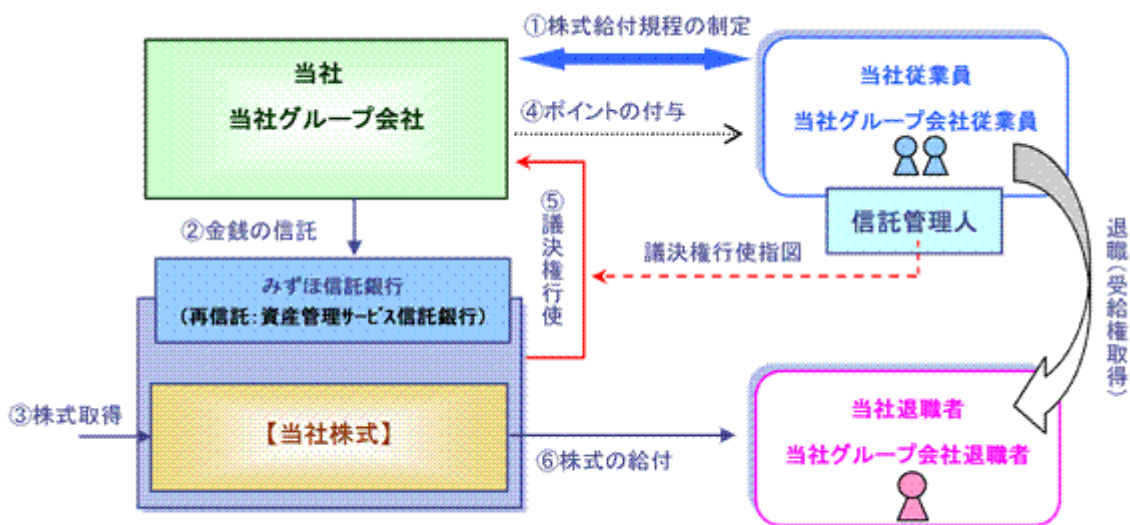 ①株式給付規程の制定
当社
当社グループ会社
当社従業員
当社グループ会社従業員
④ポイントの付与
信託管理人
②金銭の信託
⑤議決権行使
議決権行使指図
退職(受給権取得)
みずほ信託銀行
(再信託:資産管理サービス信託銀行)
③株式取得
【当社株式】
⑥株式の給付
当社退職者
当社グループ会社退職者